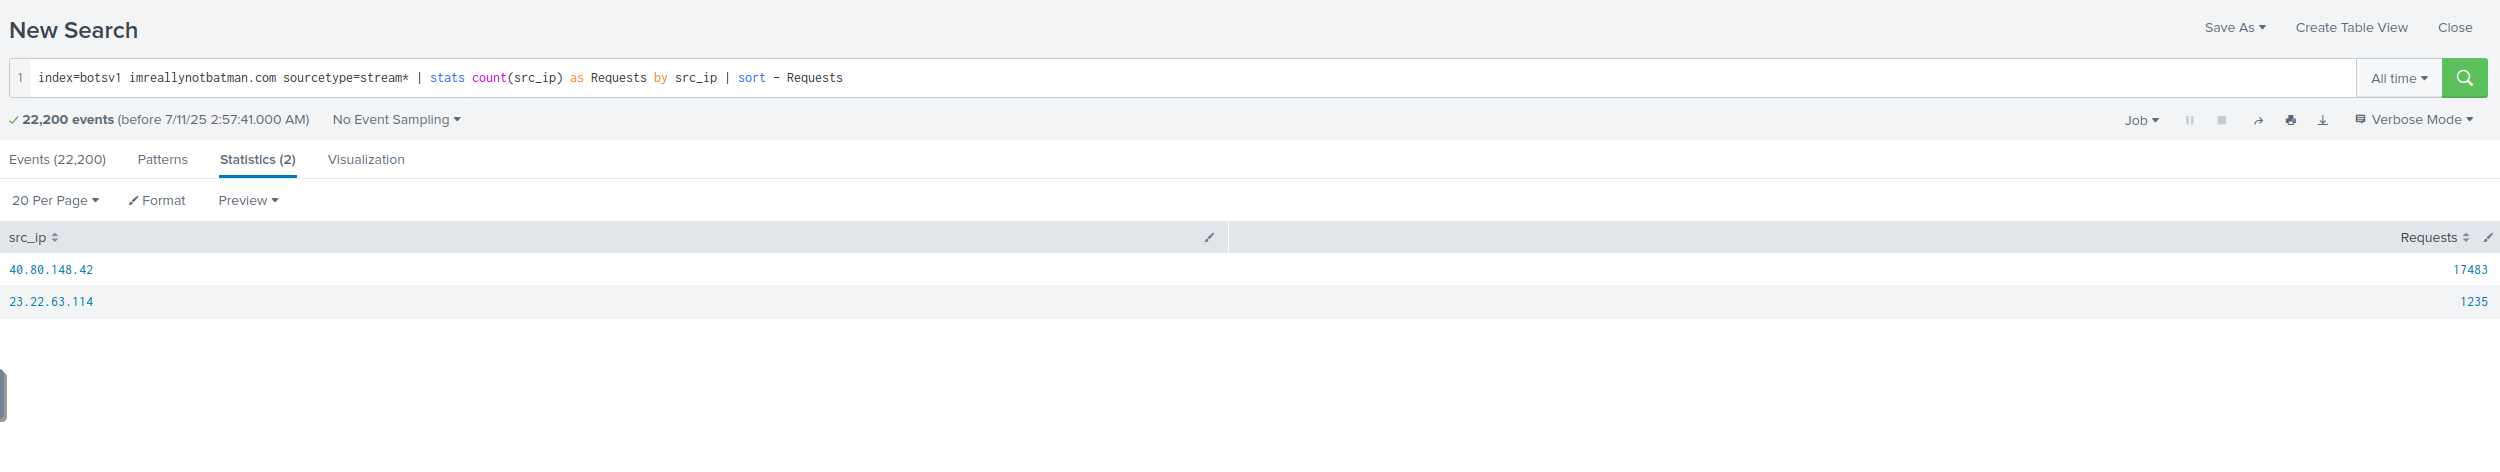 New Search
Save As Create Table View Close
1 index=botsv1 imreallynotbatman.com sourcetype=stream* | stats count(src_ip) as Requests by src_ip | sort - Requests
All time
22,200 events (before 7/11/25 2:57:41.000 AM) No Event Sampling
Job Verbose Mode
Events (22,200) Patterns Statistics (2) Visualization
20 Per Page Format Preview
src_ip Requests
40.80.148.42 17483
23.22.63.114 1235